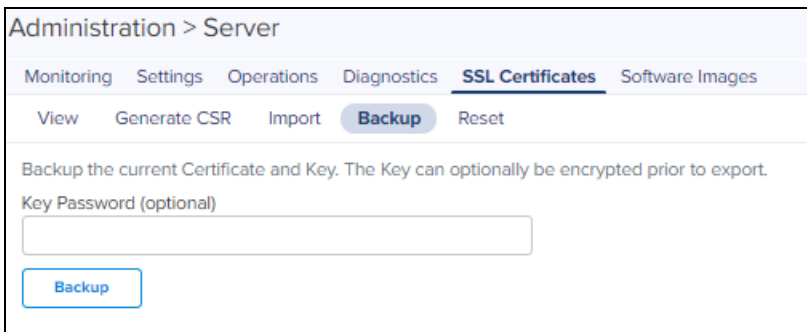 Administration > Server
Monitoring Settings Operations Diagnostics SSL Certificates Software Images
View Generate CSR Import Backup Reset
Backup the current Certificate and Key. The Key can optionally be encrypted prior to export.
Key Password (optional)
Backup